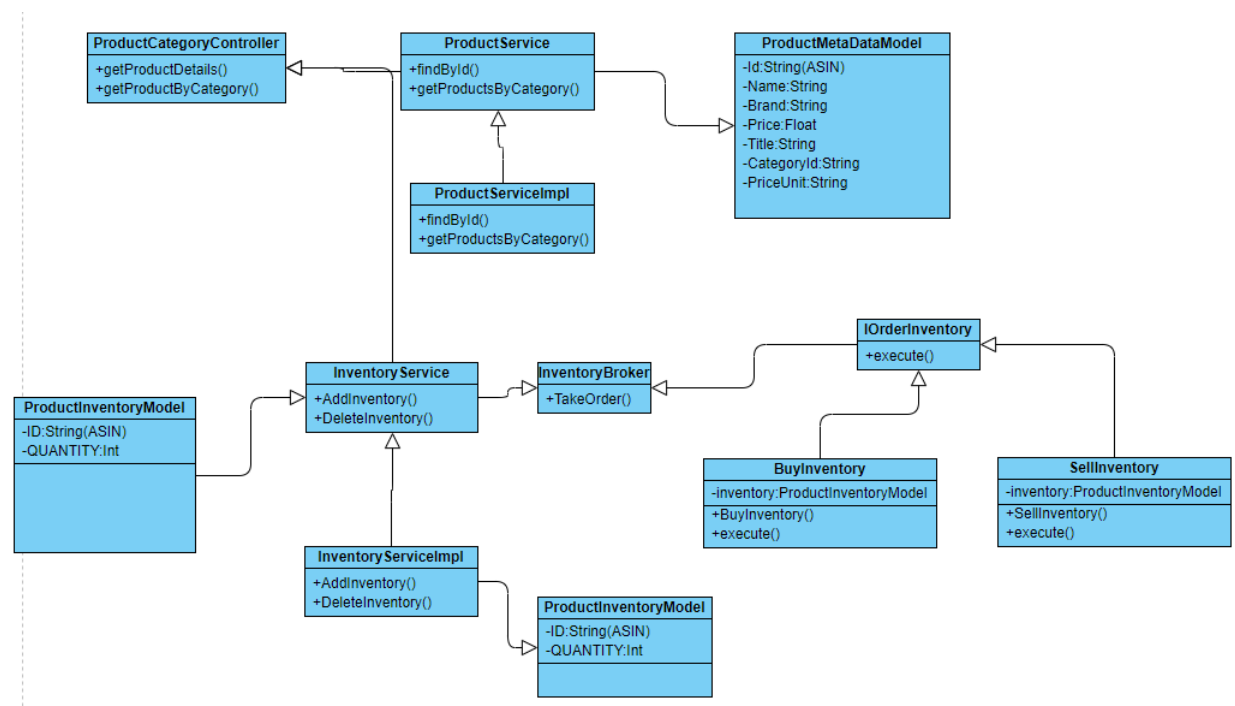 ProductCategoryController
+getProductDetails()
+getProductByCategory()
ProductService
+findById()
+getProductsByCategory()
ProductMetaDataModel
-Id:String(ASIN)
-Name:String
-Brand:String
-Price:Float
-Title:String
-CategoryId:String
-PriceUnit:String
ProductServiceImpl
+findById()
+getProductsByCategory()
IOrderInventory
+execute()
InventoryService
+AddInventory()
+DeleteInventory()
InventoryBroker
+TakeOrder()
ProductInventoryModel
-ID:String(ASIN)
-QUANTITY:Int
BuyInventory
-inventory:ProductInventoryModel
+BuyInventory()
+execute()
SellInventory
-inventory:ProductInventoryModel
+SellInventory()
+execute()
InventoryServiceImpl
+AddInventory()
+DeleteInventory()
ProductInventoryModel
-ID:String(ASIN)
-QUANTITY:Int